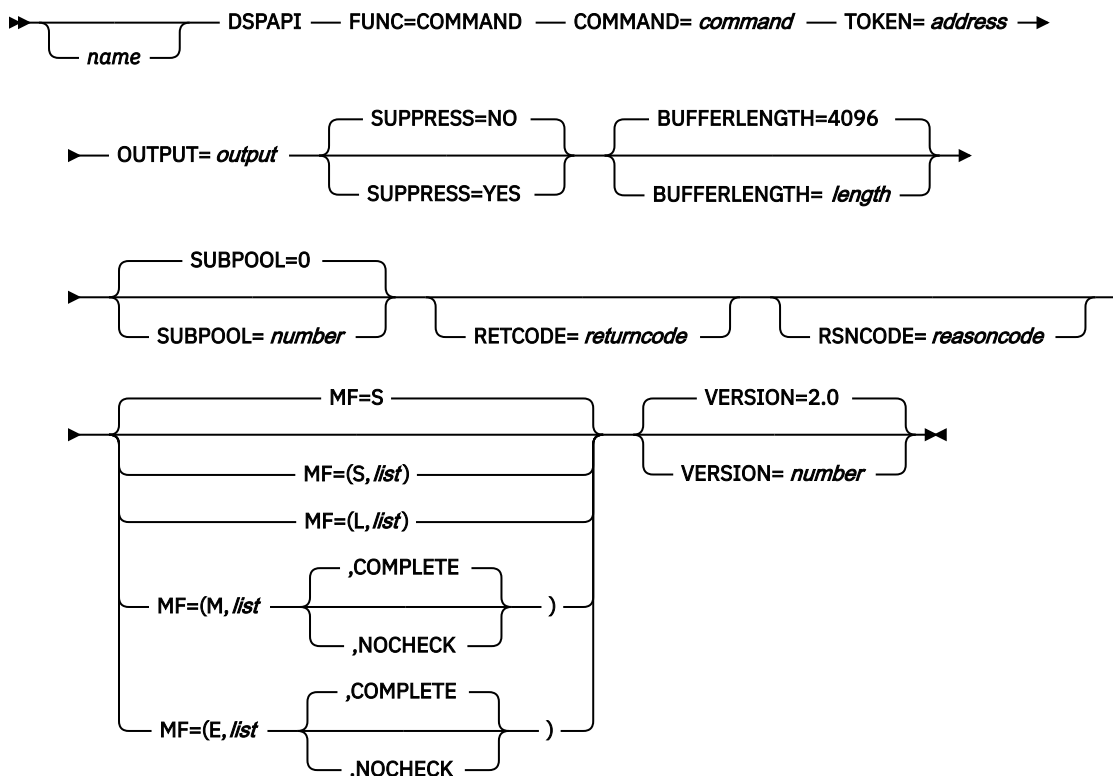 DSPAPI FUNC=COMMAND COMMAND= command TOKEN= address
name
SUPPRESS=NO BUFFERLENGTH=4096
OUTPUT= output
SUPPRESS=YES BUFFERLENGTH= length
SUBPOOL=0
SUBPOOL= number RETCODE= returncode RSNCODE= reasoncode
MF=S VERSION=2.0
MF=(S,list) VERSION= number
MF=(L,list)
,COMPLETE
MF=(M,list )
,NOCHECK
,COMPLETE
MF=(E,list )
,NOCHECK